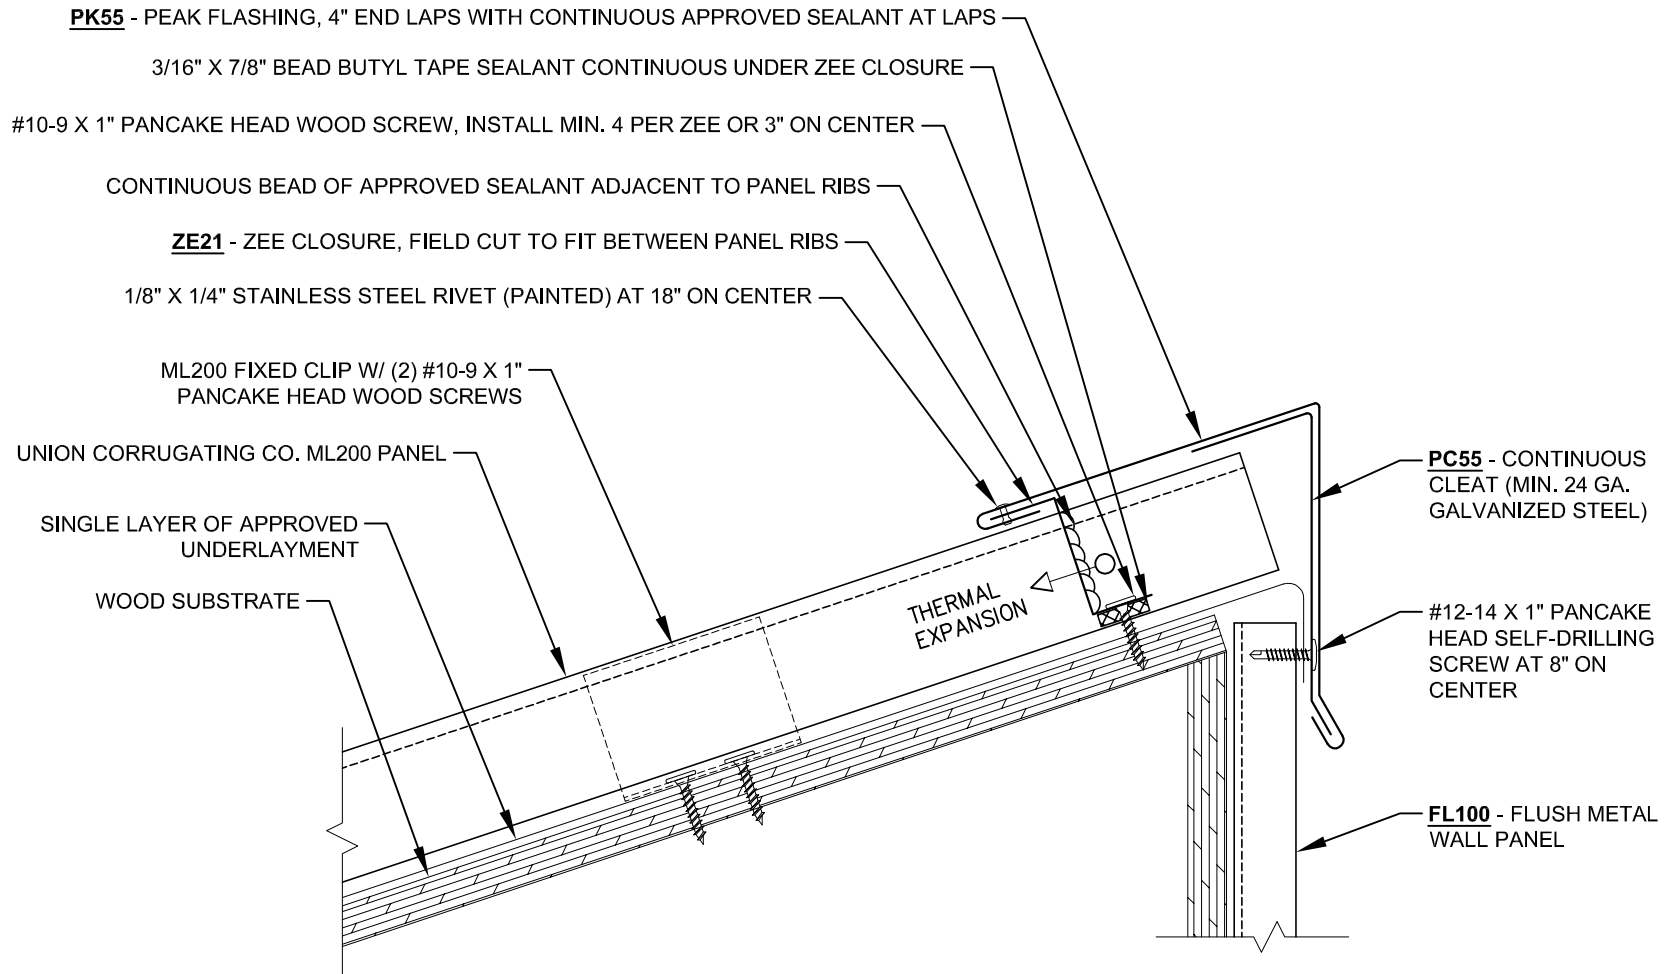 PK55 - PEAK FLASHING, 4" END LAPS WITH CONTINUOUS APPROVED SEALANT AT LAPS
3/16" X 7/8" BEAD BUTYL TAPE SEALANT CONTINUOUS UNDER ZEE CLOSURE
#10-9 X 1" PANCAKE HEAD WOOD SCREW, INSTALL MIN. 4 PER ZEE OR 3" ON CENTER
CONTINUOUS BEAD OF APPROVED SEALANT ADJACENT TO PANEL RIBS
ZE21 - ZEE CLOSURE, FIELD CUT TO FIT BETWEEN PANEL RIBS
1/8" X 1/4" STAINLESS STEEL RIVET (PAINTED) AT 18" ON CENTER
ML200 FIXED CLIP W/ (2) #10-9 X 1"
PANCAKE HEAD WOOD SCREWS
UNION CORRUGATING CO. ML200 PANEL
SINGLE LAYER OF APPROVED
UNDERLAYMENT
WOOD SUBSTRATE
THERMAL
EXPANSION
PC55 - CONTINUOUS
CLEAT (MIN. 24 GA.
GALVANIZED STEEL)
#12-14 X 1" PANCAKE
HEAD SELF-DRILLING
SCREW AT 8" ON
CENTER
FL100 - FLUSH METAL
WALL PANEL